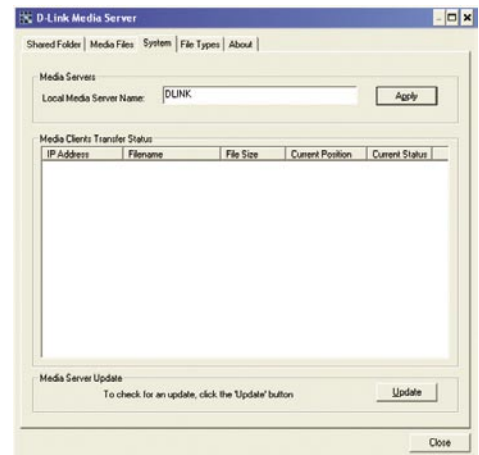 D-Link Media Server
Shared Folder Media Files System File Types About
Media Servers
Local Media Server Name: DLINK Apply
Media Clients Transfer Status
IP Address Filename File Size Current Position Current Status
Media Server Update
To check for an update, click the 'Update' button Update
Close